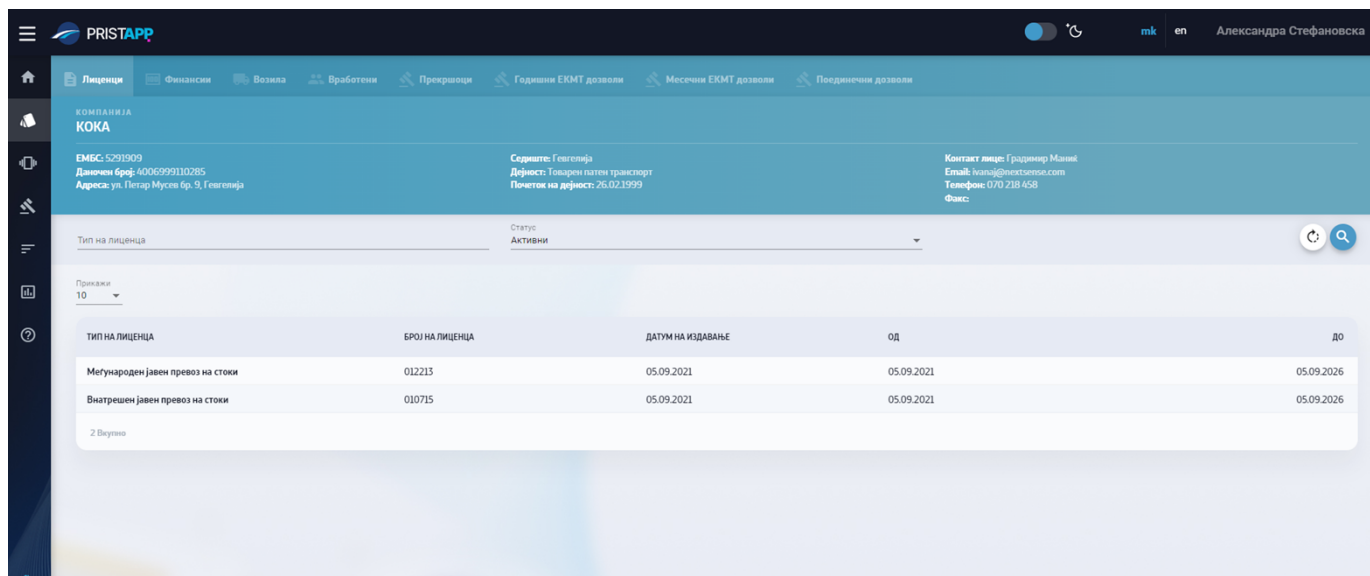 PRISTAPP
mk en Александра Стефановска
Лиценци Финансии Возила Вработени Прекршоци Годишни ЕКМТ дозволи Месечни ЕКМТ дозволи Поединечни дозволи
КОМПАНИЈА
КОКА
ЕМБС: 5291909 Седиште: Гевгелија Контакт лице: Градимир Маниќ
Даночен број: 4006999110285 Дејност: Товарен патен транспорт Email: ivanaj@nextsense.com
Адреса: ул. Петар Мусев бр. 9, Гевгелија Почеток на дејност: 26.02.1999 Телефон: 070 218 458
Факс:
Статус
Тип на лиценца Активни
Прикажи
10
ТИП НА ЛИЦЕНЦА БРОЈ НА ЛИЦЕНЦА ДАТУМ НА ИЗДАВАЊЕ ОД ДО
Меѓународен јавен превоз на стоки 012213 05.09.2021 05.09.2021 05.09.2026
Внатрешен јавен превоз на стоки 010715 05.09.2021 05.09.2021 05.09.2026
2 Вкупно